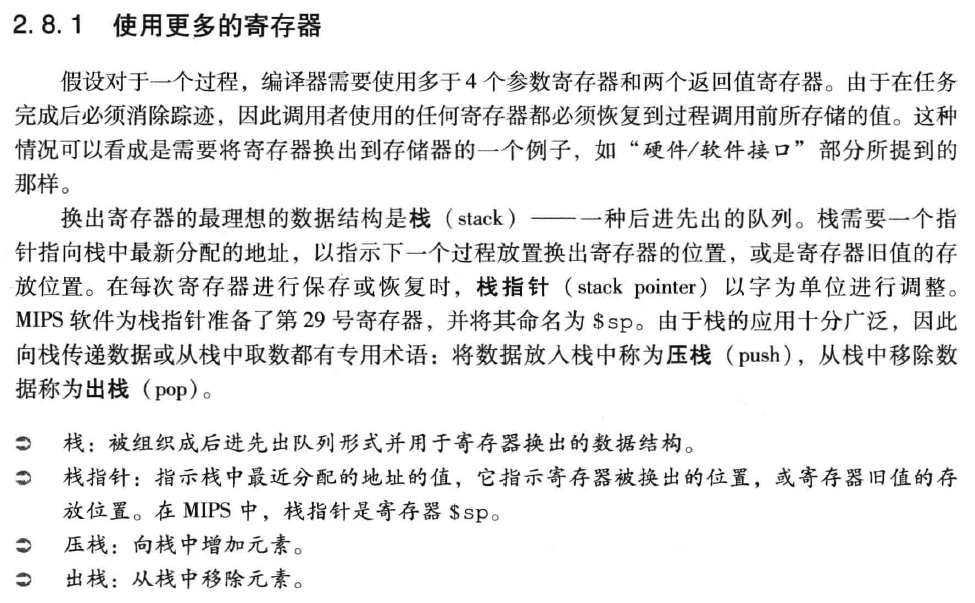 2.8.1 使用更多的寄存器
假设对于一个过程，编译器需要使用多于4个参数寄存器和两个返回值寄存器。由于在任务
完成后必须消除踪迹，因此调用者使用的任何寄存器都必须恢复到过程调用前所存储的值。这种
情况可以看成是需要将寄存器换出到存储器的一个例子，如“硬件/软件接口”部分所提到的
那样。
换出寄存器的最理想的数据结构是栈（stack）——一种后进先出的队列。栈需要一个指
针指向栈中最新分配的地址，以指示下一个过程放置换出寄存器的位置，或是寄存器旧值的存
放位置。在每次寄存器进行保存或恢复时，栈指针（stack pointer）以字为单位进行调整。
MIPS 软件为栈指针准备了第29号寄存器，并将其命名为$sp。由于栈的应用十分广泛，因此
向栈传递数据或从栈中取数都有专用术语：将数据放入栈中称为压栈（push），从栈中移除数
据称为出栈（pop）。
➲ 栈：被组织成后进先出队列形式并用于寄存器换出的数据结构。
➲ 栈指针：指示栈中最近分配的地址的值，它指示寄存器被换出的位置，或寄存器旧值的存
放位置。在 MIPS 中，栈指针是寄存器$sp。
➲ 压栈：向栈中增加元素。
➲ 出栈：从栈中移除元素。